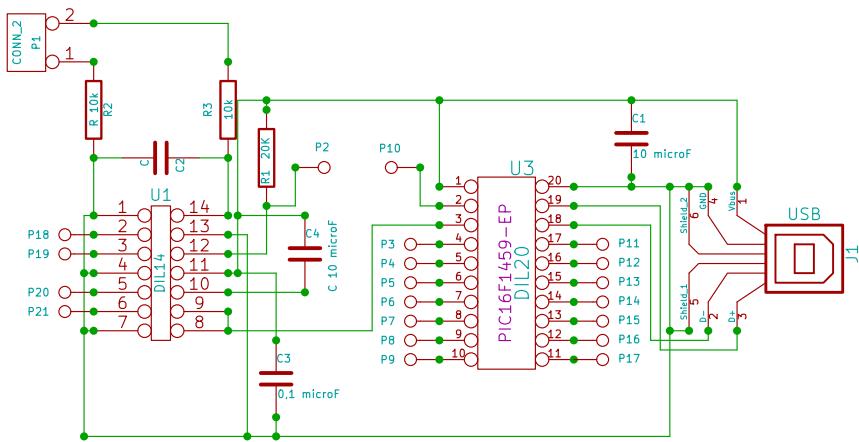 CONN_2
P1
2
1
R 10k
R2
R3
10k
C
C2
R1 20K
P2
P10
C1
10 microF
U1
DIL14
1
2
3
4
5
6
7
14
13
12
11
10
9
8
P18
P19
P20
P21
C4
C 10 microF
C3
0,1 microF
U3
PIC16F1459-EP
DIL20
1
2
3
4
5
6
7
8
9
10
20
19
18
17
16
15
14
13
12
11
P3
P4
P5
P6
P7
P8
P9
P11
P12
P13
P14
P15
P16
P17
Shield_2
6
GND
4
Vbus
1
USB
J1
Shield_1
5
D-
2
D+
3